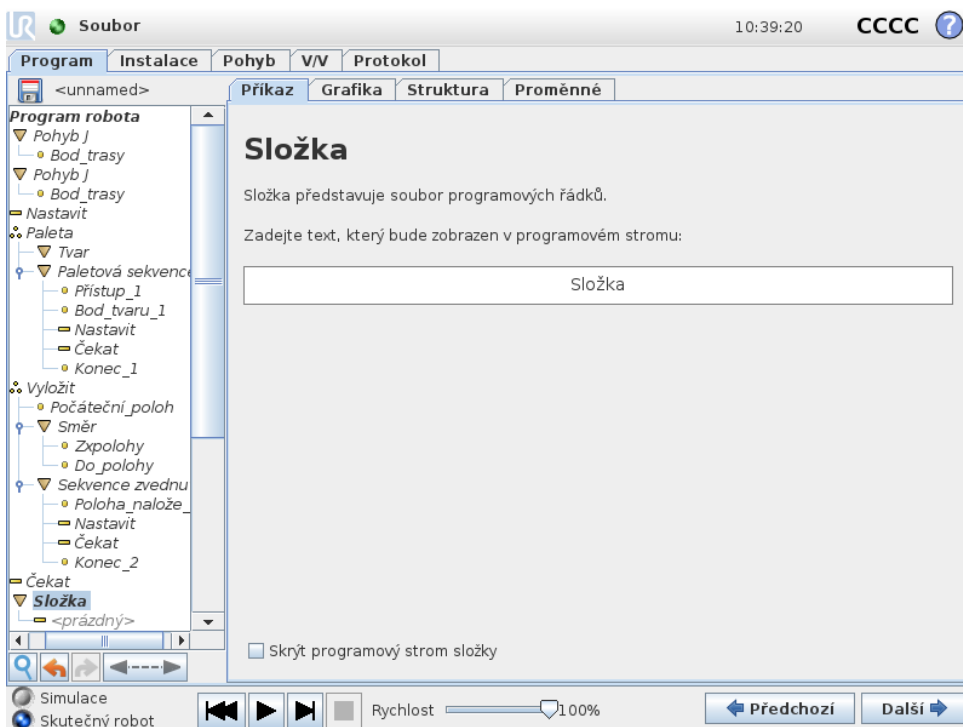 Soubor
10:39:20
CCCC
?
Program Instalace Pohyb V/V Protokol
<unnamed>
Příkaz Grafika Struktura Proměnné
Program robota
Pohyb J
Bod_trasy
Pohyb J
Bod_trasy
Nastavit
Paleta
Tvar
Paletová sekvence
Přístup_1
Bod_tvaru_1
Nastavit
Čekat
Konec_1
Vyložit
Počáteční_poloh
Směr
Zxpolohy
Do_polohy
Sekvence zvednu
Poloha_nalože_
Nastavit
Čekat
Konec_2
Čekat
Složka
<prázdný>
Složka
Složka představuje soubor programových řádků.
Zadejte text, který bude zobrazen v programovém stromu:
Složka
Skrýt programový strom složky
Simulace
Skutečný robot
Rychlost 100%
Předchozí
Další